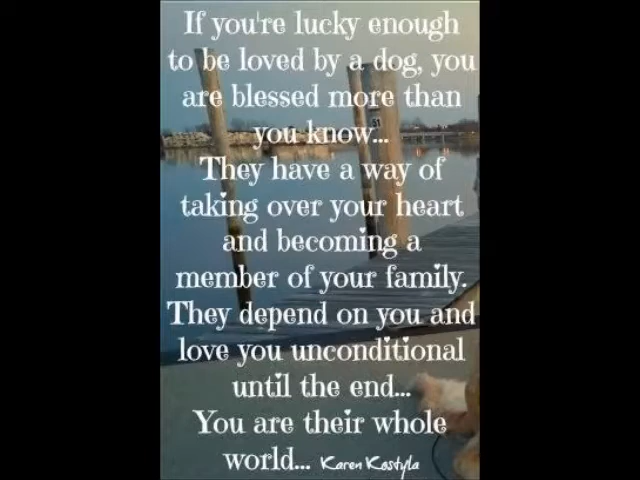 If you're lucky enough
to be loved by a dog, you
are blessed more than
you know...
They have a way of
taking over your heart
and becoming a
member of your family.
They depend on you and
love you unconditional
until the end...
You are their whole
world... Karen Kostyla
51